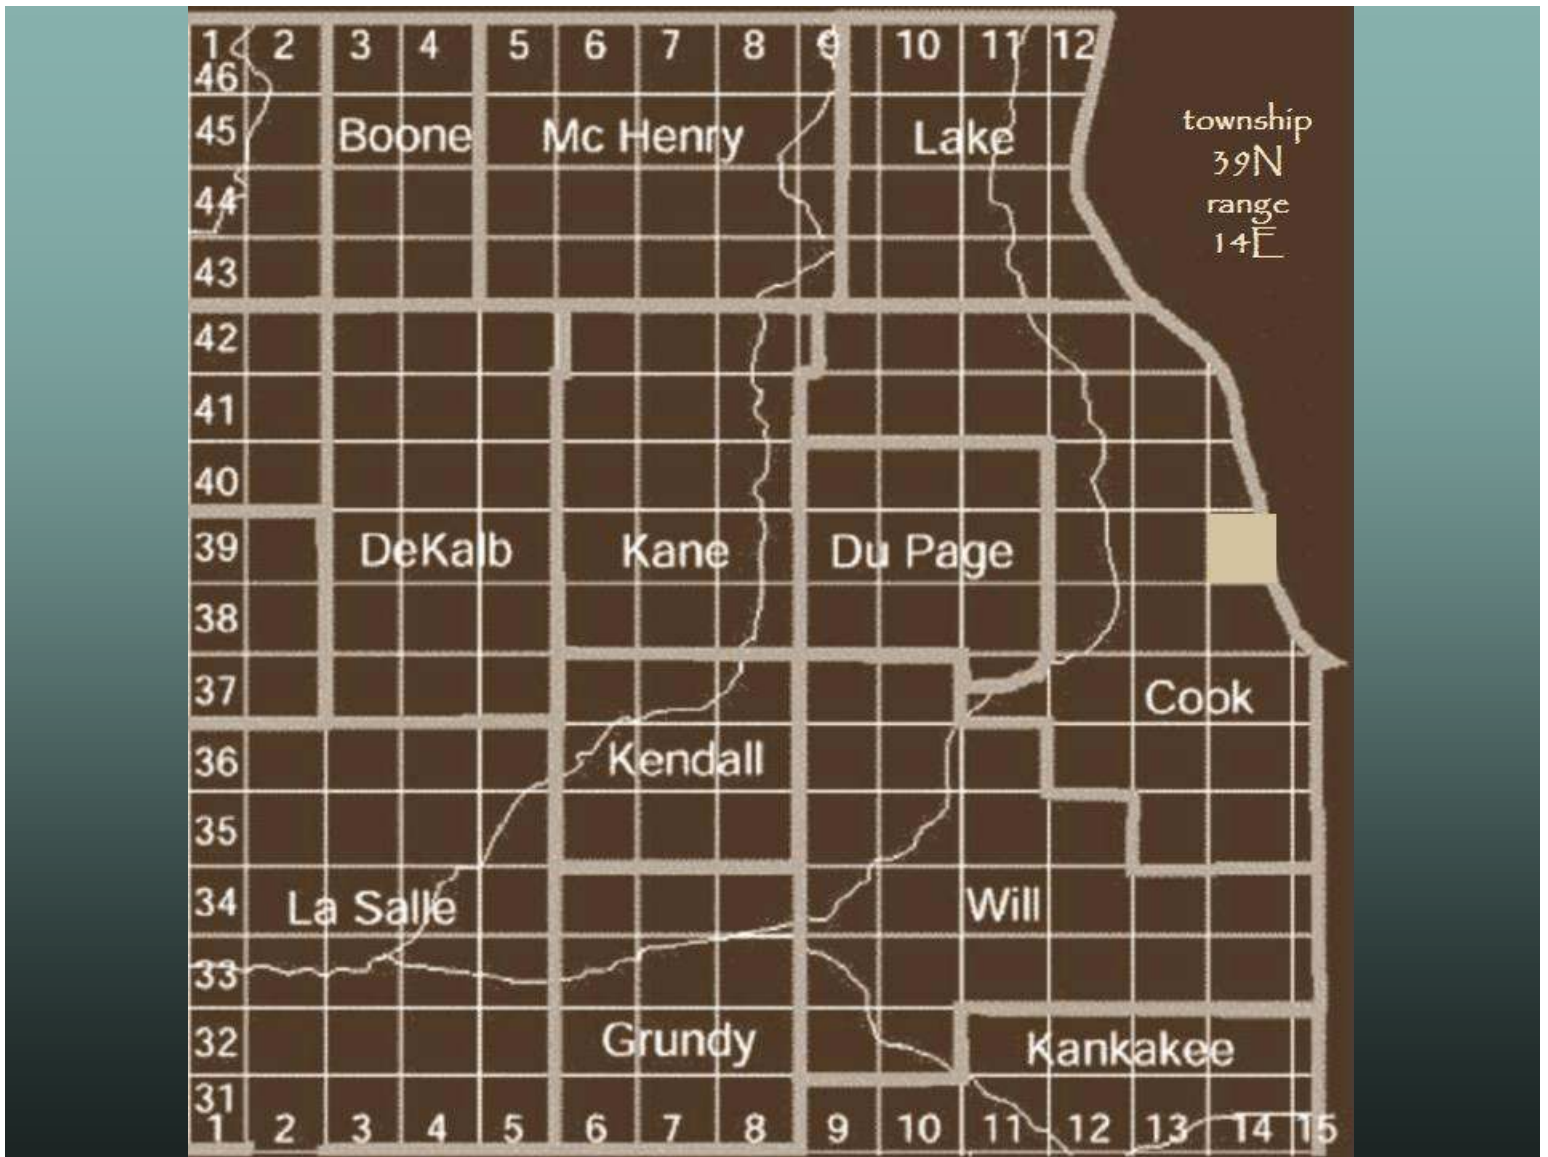 1 2 3 4 5 6 7 8 9 10 11 12
46
45 Boone Mc Henry Lake
township
39N
range
14E
44
43
42
41
40
39 DeKalb Kane Du Page
38
37 Cook
36 Kendall
35
34 La Salle Will
33
32 Grundy Kankakee
31
1 2 3 4 5 6 7 8 9 10 11 12 13 14 15